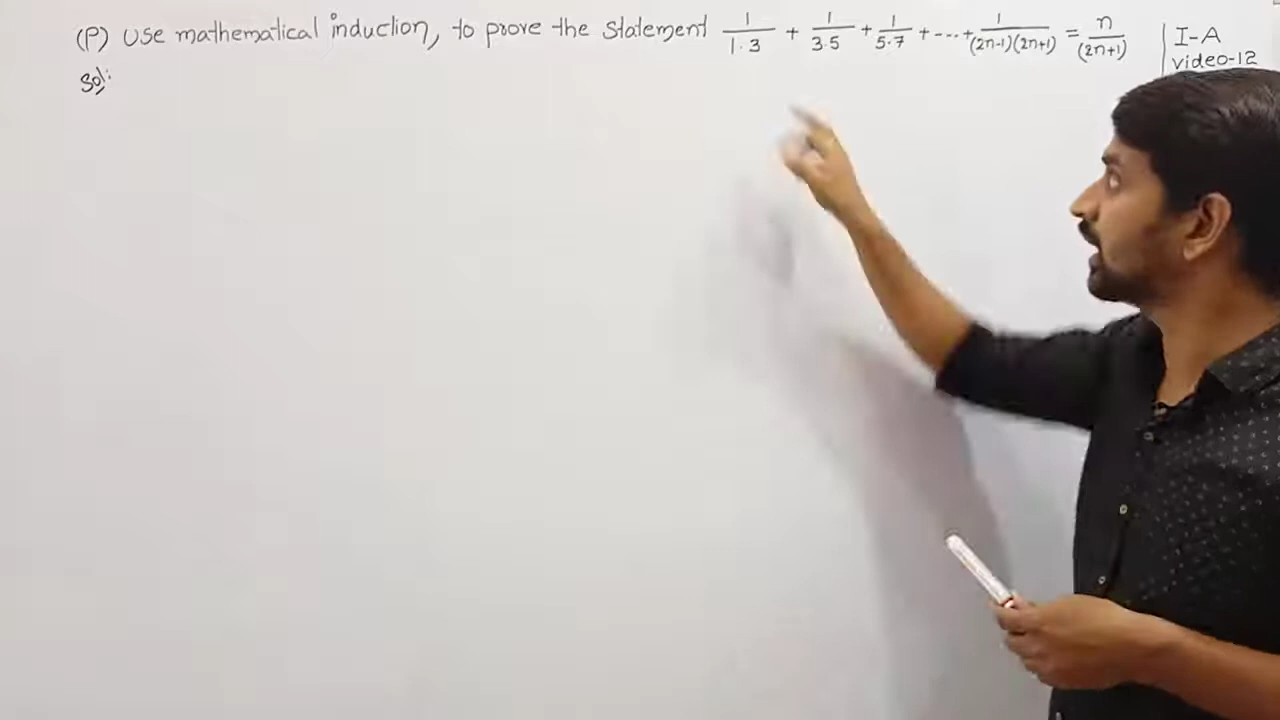 (P) Use mathematical induction, to prove the statement 1/1·3 + 1/3·5 + 1/5·7 + ---+ 1/(2n-1)(2n+1) = n/(2n+1)
I-A
video-12
Sol: